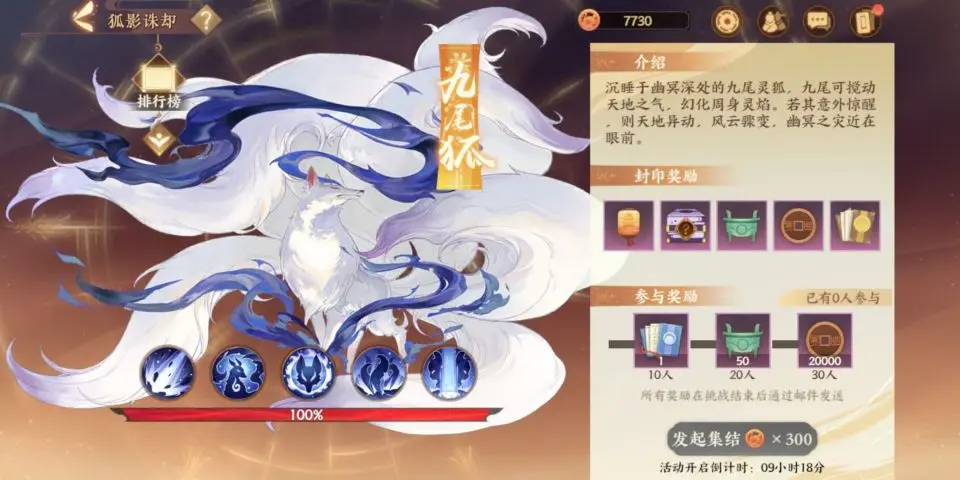 狐影诛却
?
7730
排行榜
九尾狐
介绍
沉睡于幽冥深处的九尾灵狐，九尾可搅动
天地之气，幻化周身灵焰。若其意外惊醒
，则天地异动，风云骤变，幽冥之灾近在
眼前。
封印奖励
?
参与奖励
已有0人参与
1
50
20000
10人
20人
30人
所有奖励在挑战结束后通过邮件发送
100%
发起集结 ×300
活动开启倒计时：09小时18分